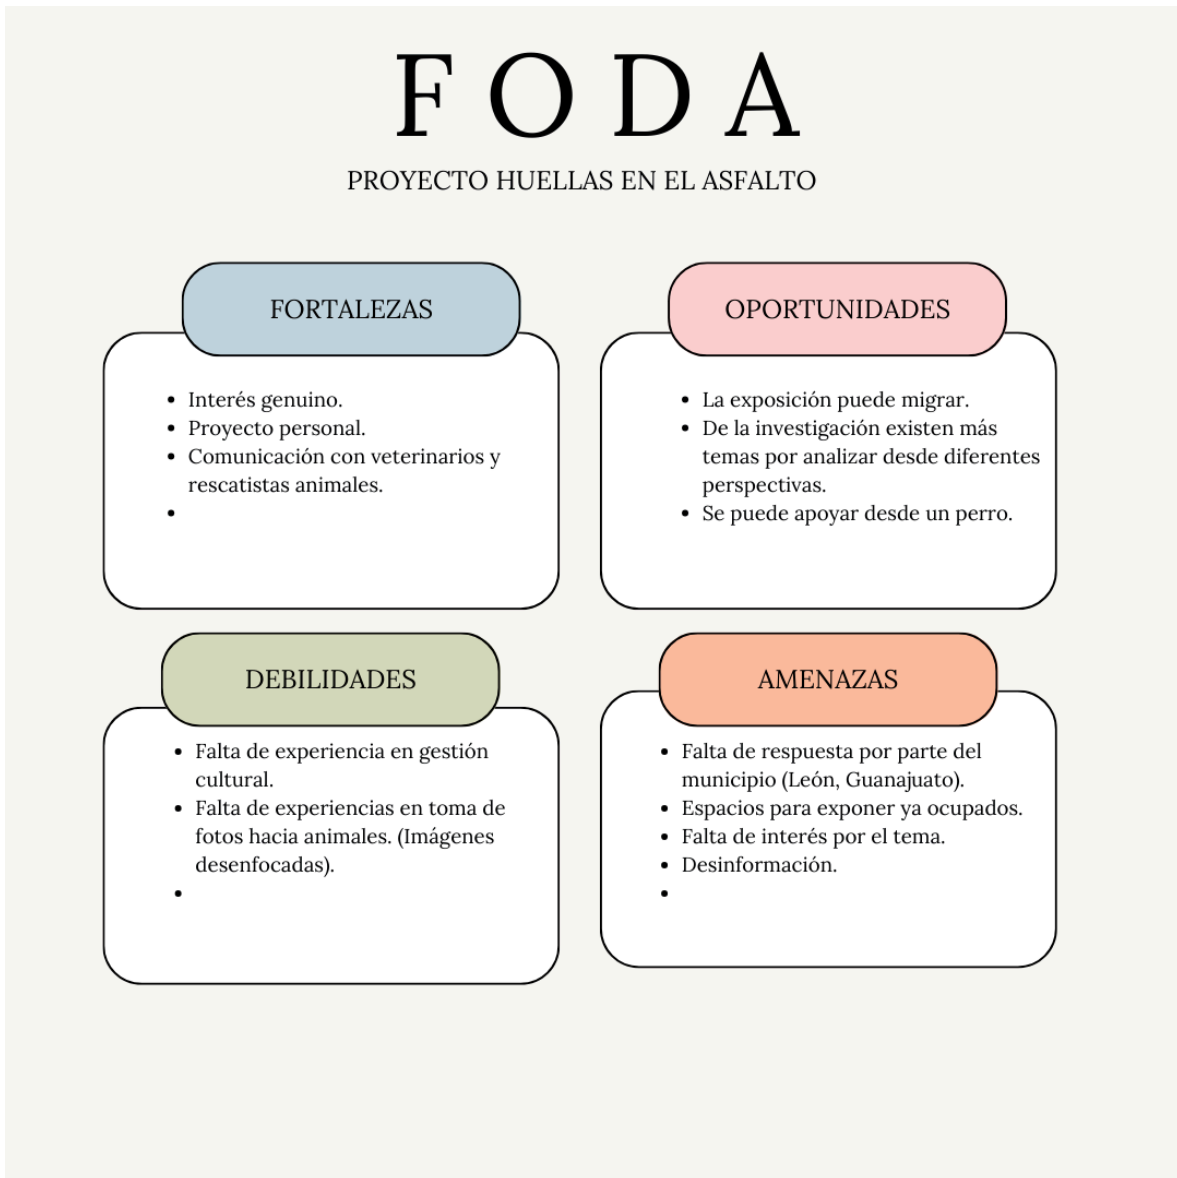 FODA
PROYECTO HUELLAS EN EL ASFALTO
FORTALEZAS
• Interés genuino.
• Proyecto personal.
• Comunicación con veterinarios y
rescatistas animales.
•
OPORTUNIDADES
• La exposición puede migrar.
• De la investigación existen más
temas por analizar desde diferentes
perspectivas.
• Se puede apoyar desde un perro.
DEBILIDADES
• Falta de experiencia en gestión
cultural.
• Falta de experiencias en toma de
fotos hacia animales. (Imágenes
desenfocadas).
•
AMENAZAS
• Falta de respuesta por parte del
municipio (León, Guanajuato).
• Espacios para exponer ya ocupados.
• Falta de interés por el tema.
• Desinformación.
•